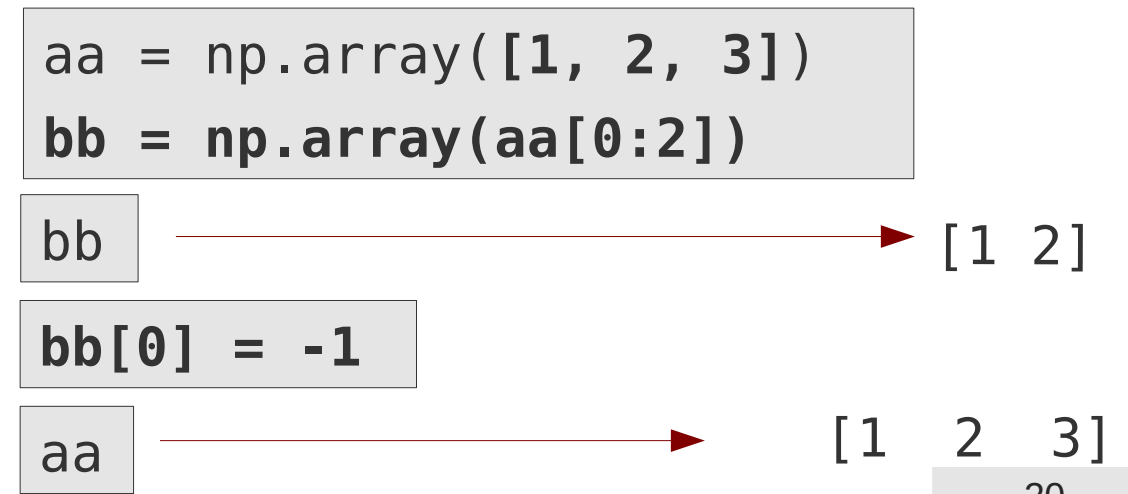 aa = np.array([1, 2, 3])
bb = np.array(aa[0:2])
bb [1 2]
bb[0] = -1
aa [1 2 3]
20